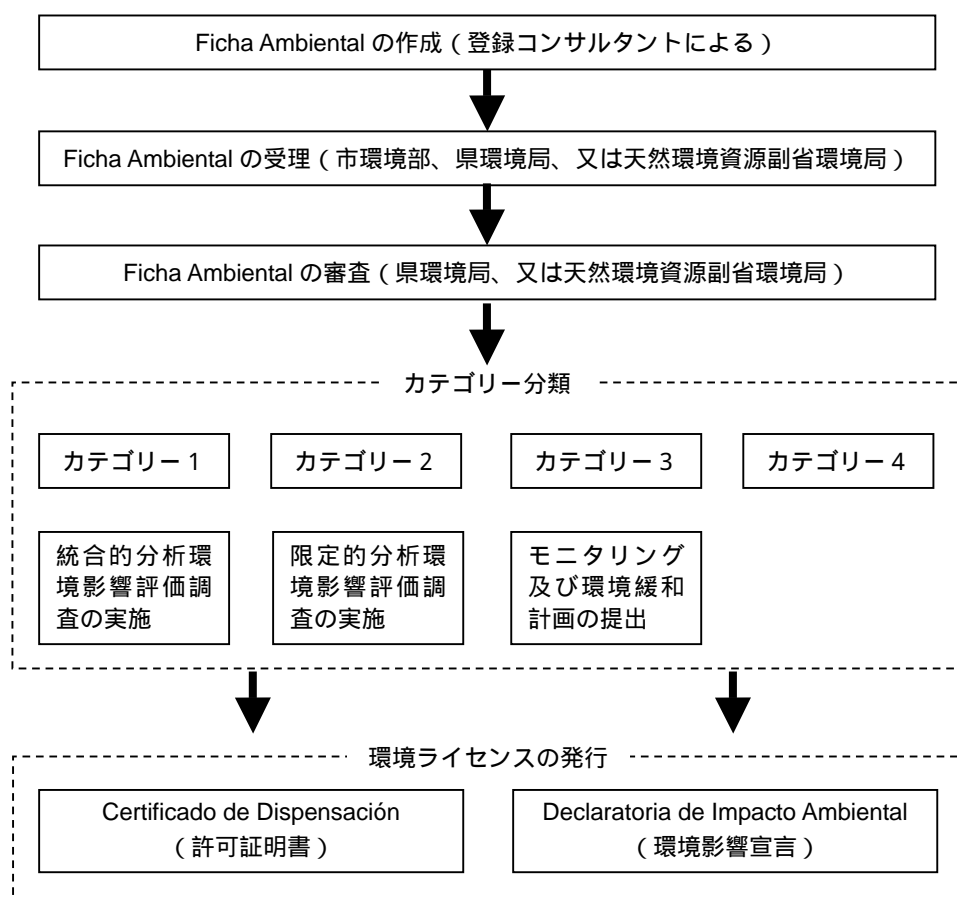 Ficha Ambiental の作成（登録コンサルタントによる）
Ficha Ambiental の受理（市環境部、県環境局、又は天然環境資源副省環境局）
Ficha Ambiental の審査（県環境局、又は天然環境資源副省環境局）
カテゴリー分類
カテゴリー 1
カテゴリー 2
カテゴリー 3
カテゴリー 4
統合的分析環
境影響評価調
査の実施
限定的分析環
境影響評価調
査の実施
モニタリング
及び環境緩和
計画の提出
環境ライセンスの発行
Certificado de Dispensación
（許可証明書）
Declaratoria de Impacto Ambiental
（環境影響宣言）